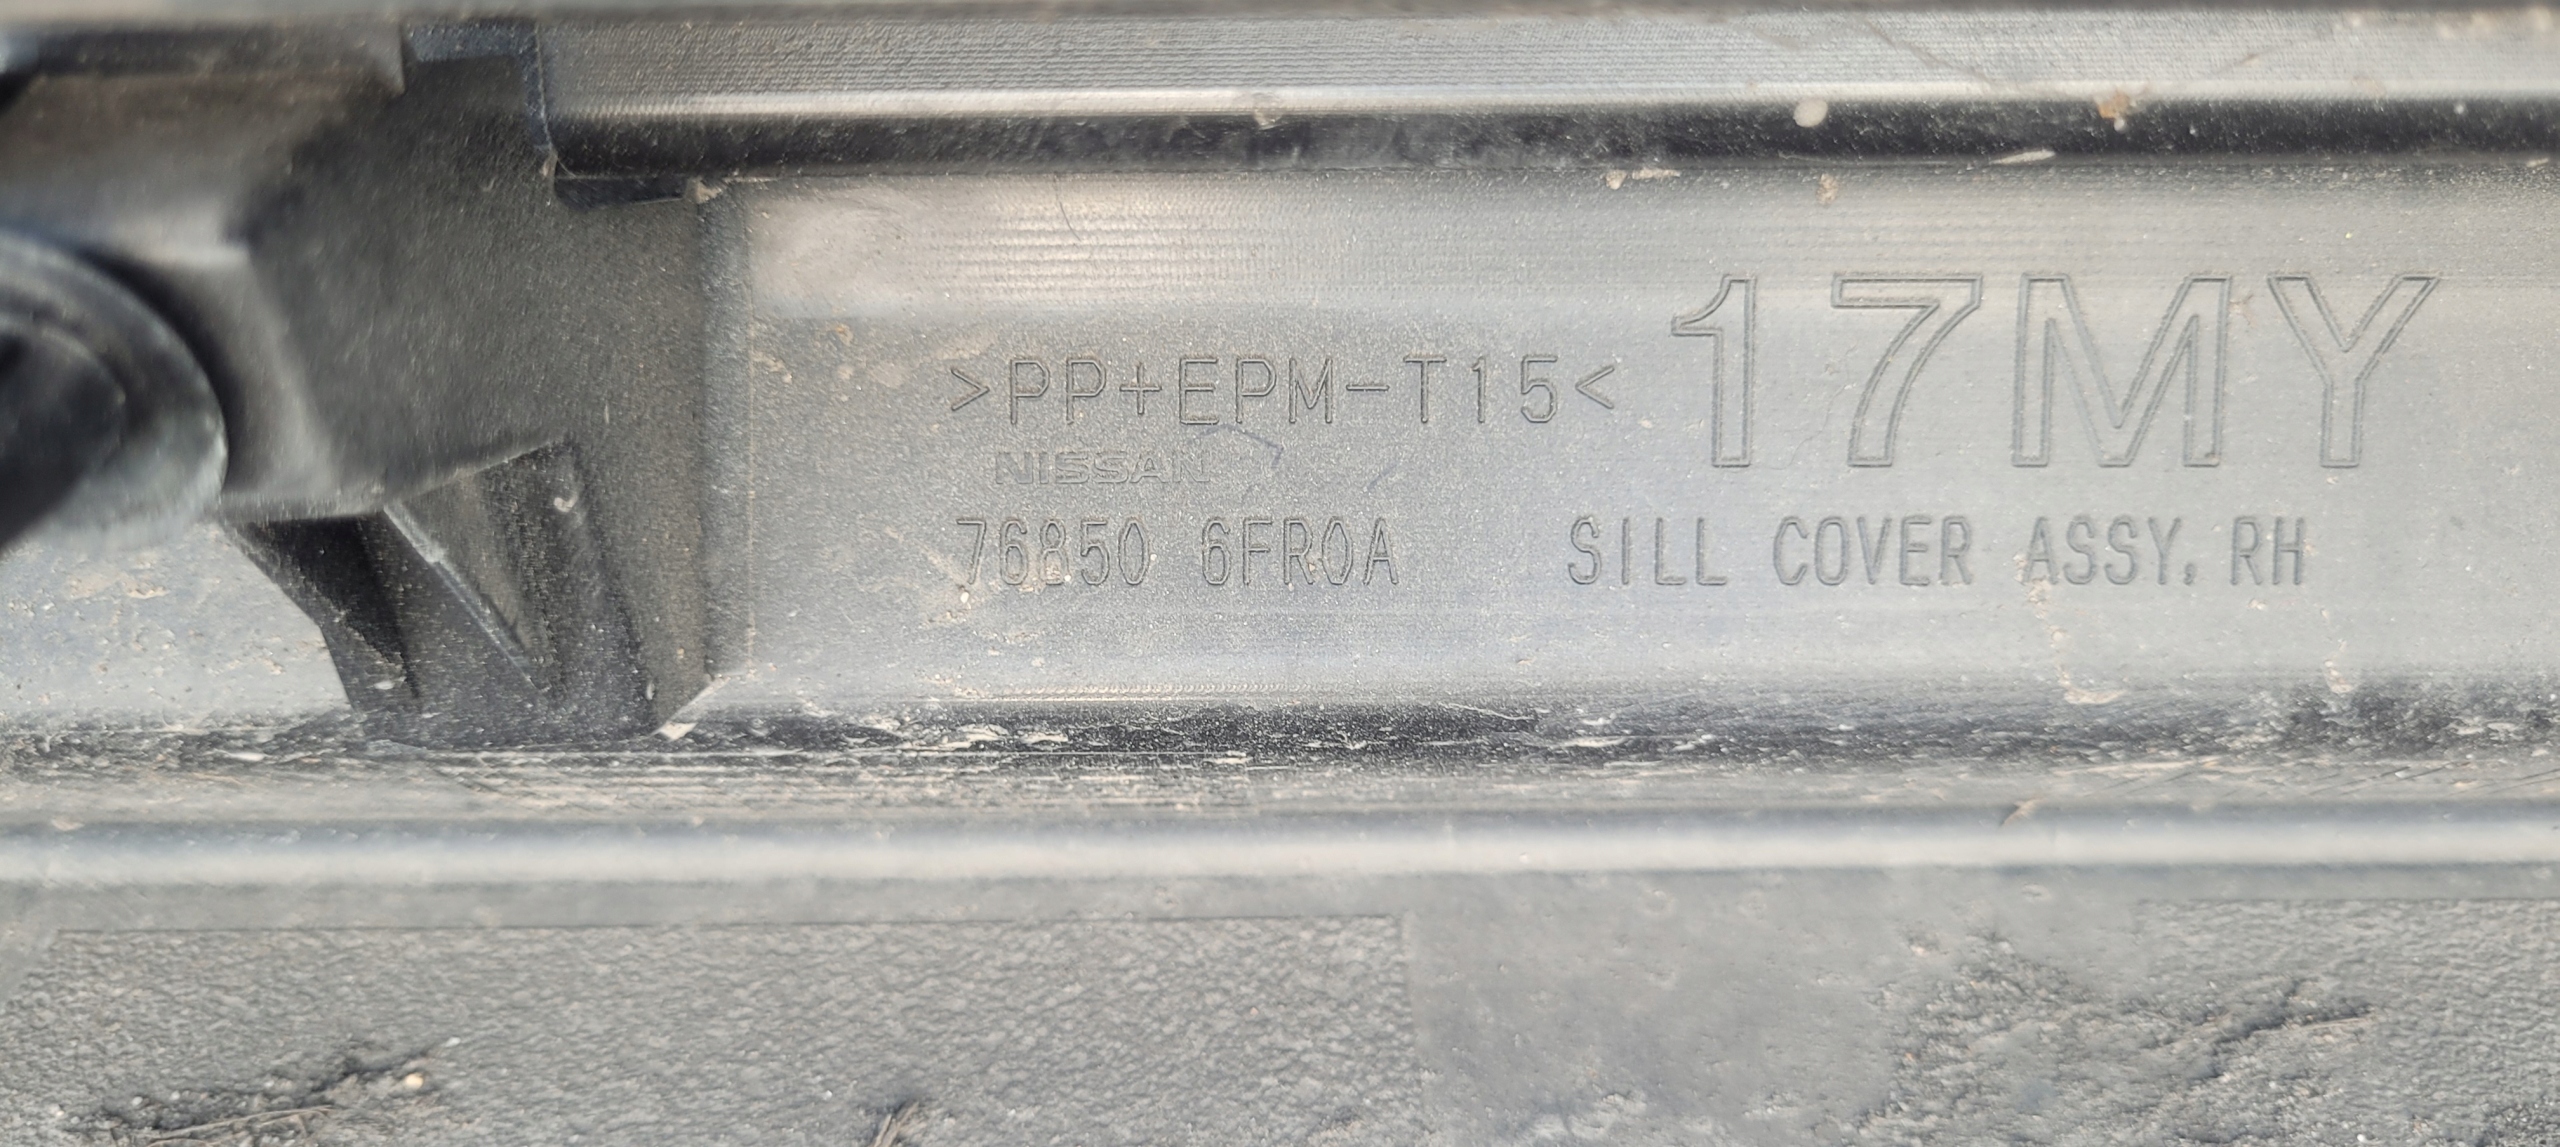 >PP+EPM-T15<
17MY
NISSAN
76850 6FR0A
SILL COVER ASSY, RH